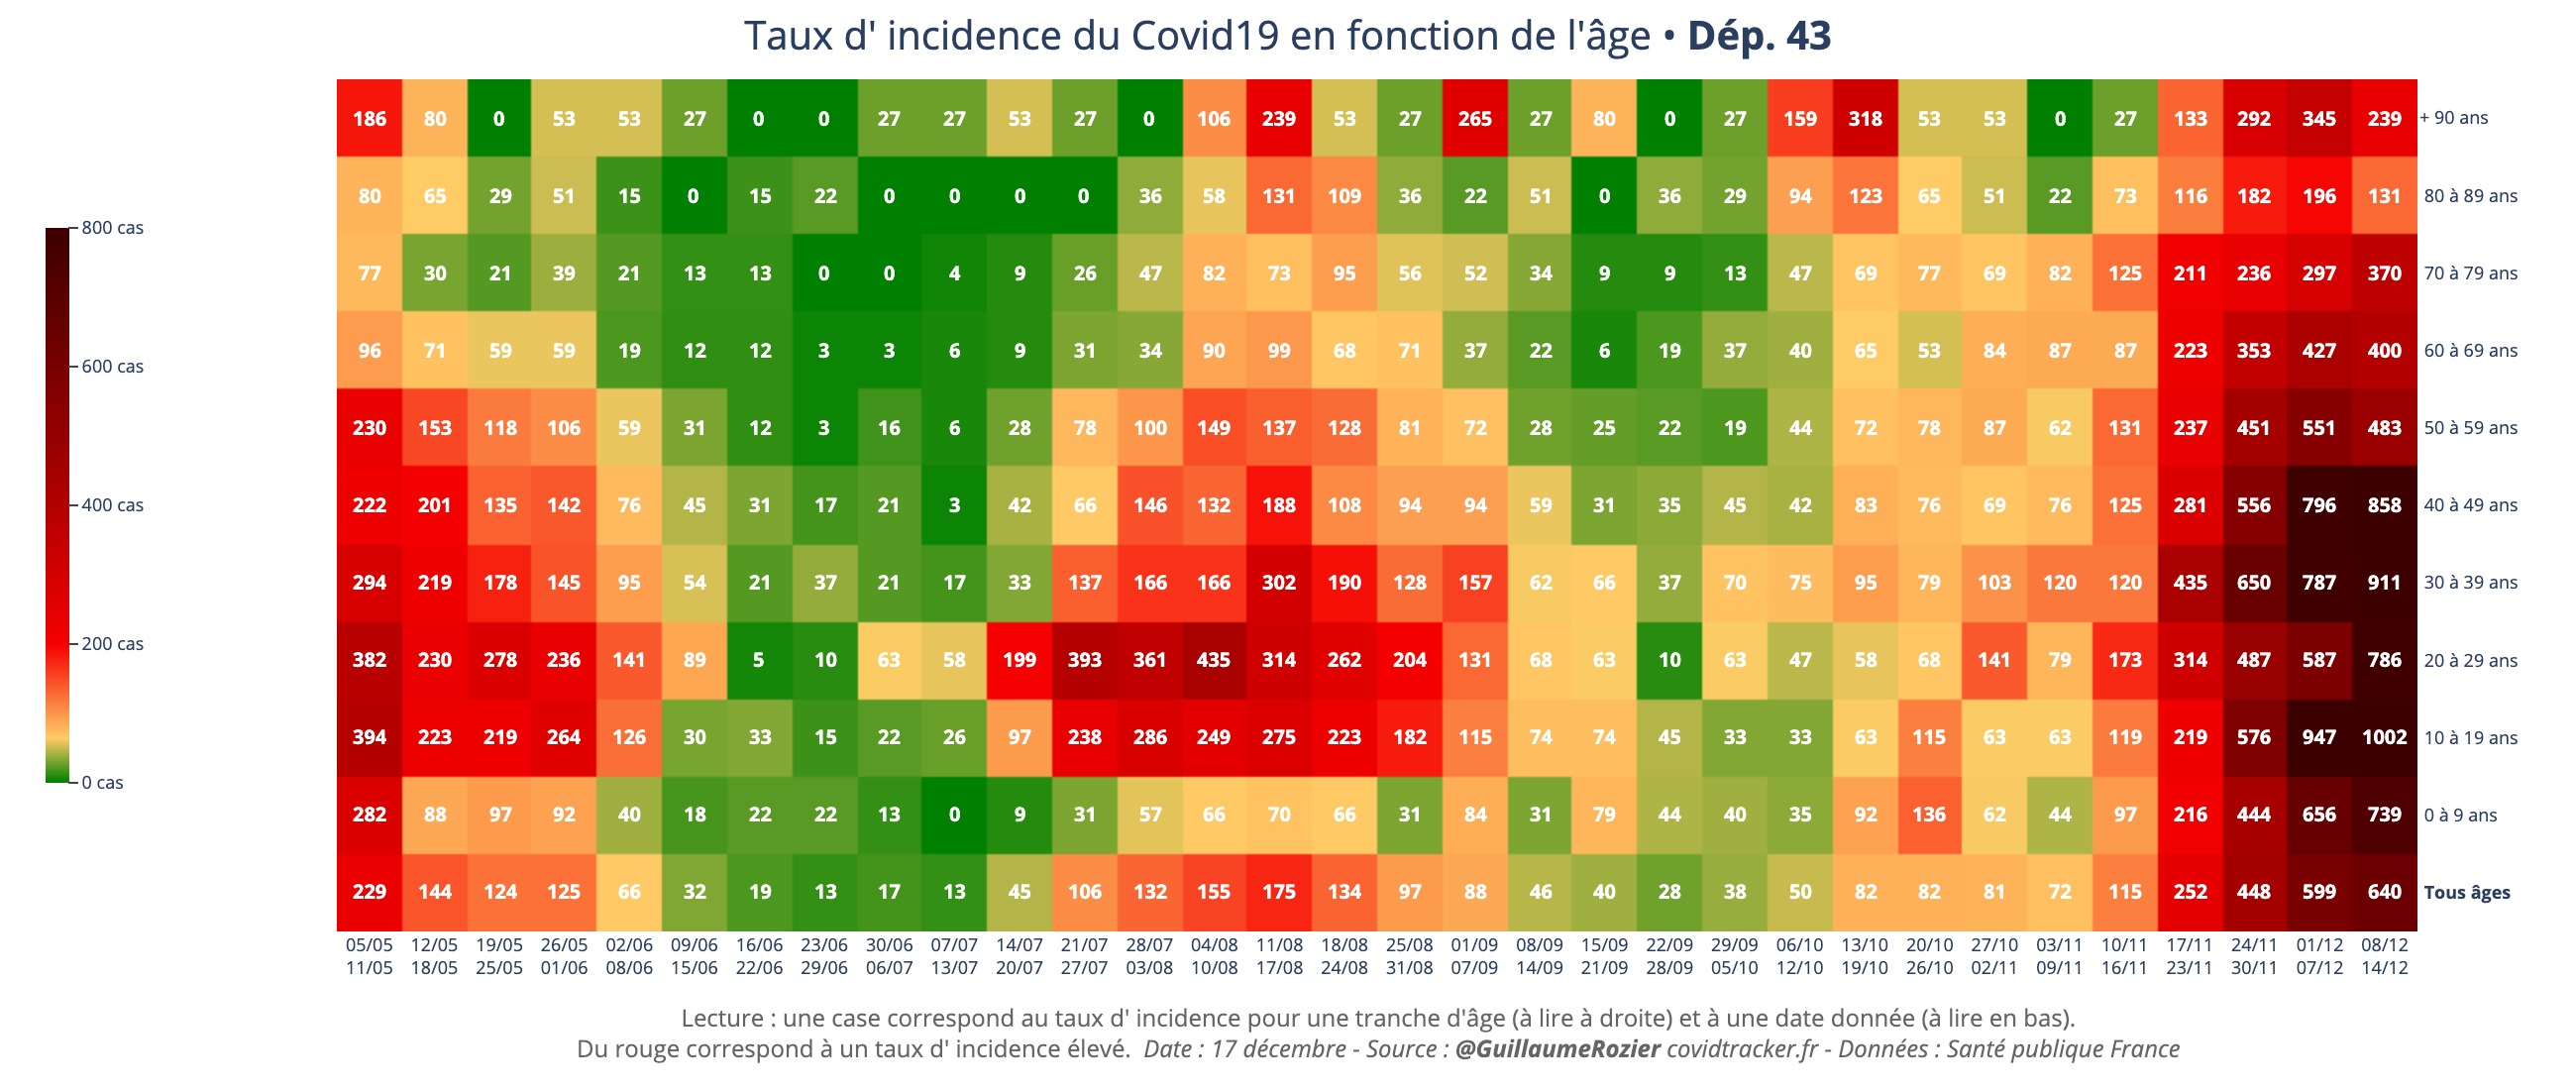 Taux d' incidence du Covid19 en fonction de l'âge • Dép. 43
186 80 0 53 53 27 0 0 27 27 53 27 0 106 239 53 27 265 27 80 0 27 159 318 53 53 0 27 133 292 345 239 + 90 ans
80 65 29 51 15 0 15 22 0 0 0 0 36 58 131 109 36 22 51 0 36 29 94 123 65 51 22 73 116 182 196 131 80 à 89 ans
800 cas
77 30 21 39 21 13 13 0 0 4 9 26 47 82 73 95 56 52 34 9 9 13 47 69 77 69 82 125 211 236 297 370 70 à 79 ans
96 71 59 59 19 12 12 3 3 6 9 31 34 90 99 68 71 37 22 6 19 37 40 65 53 84 87 87 223 353 427 400 60 à 69 ans
600 cas
230 153 118 106 59 31 12 3 16 6 28 78 100 149 137 128 81 72 28 25 22 19 44 72 78 87 62 131 237 451 551 483 50 à 59 ans
222 201 135 142 76 45 31 17 21 3 42 66 146 132 188 108 94 94 59 31 35 45 42 83 76 69 76 125 281 556 796 858 40 à 49 ans
400 cas
294 219 178 145 95 54 21 37 21 17 33 137 166 166 302 190 128 157 62 66 37 70 75 95 79 103 120 120 435 650 787 911 30 à 39 ans
200 cas
382 230 278 236 141 89 5 10 63 58 199 393 361 435 314 262 204 131 68 63 10 63 47 58 68 141 79 173 314 487 587 786 20 à 29 ans
394 223 219 264 126 30 33 15 22 26 97 238 286 249 275 223 182 115 74 74 45 33 33 63 115 63 63 119 219 576 947 1002 10 à 19 ans
0 cas
282 88 97 92 40 18 22 22 13 0 9 31 57 66 70 66 31 84 31 79 44 40 35 92 136 62 44 97 216 444 656 739 0 à 9 ans
229 144 124 125 66 32 19 13 17 13 45 106 132 155 175 134 97 88 46 40 28 38 50 82 82 81 72 115 252 448 599 640 Tous âges
05/05 12/05 19/05 26/05 02/06 09/06 16/06 23/06 30/06 07/07 14/07 21/07 28/07 04/08 11/08 18/08 25/08 01/09 08/09 15/09 22/09 29/09 06/10 13/10 20/10 27/10 03/11 10/11 17/11 24/11 01/12 08/12
11/05 18/05 25/05 01/06 08/06 15/06 22/06 29/06 06/07 13/07 20/07 27/07 03/08 10/08 17/08 24/08 31/08 07/09 14/09 21/09 28/09 05/10 12/10 19/10 26/10 02/11 09/11 16/11 23/11 30/11 07/12 14/12
Lecture : une case correspond au taux d' incidence pour une tranche d'âge (à lire à droite) et à une date donnée (à lire en bas).
Du rouge correspond à un taux d' incidence élevé. Date : 17 décembre - Source : @GuillaumeRozier covidtracker.fr - Données : Santé publique France